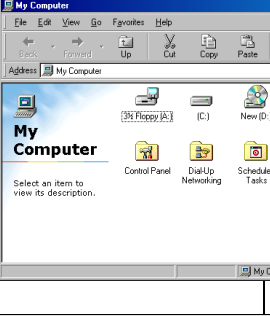 My Computer
File Edit View Go Favorites Help
Back Forward Up Cut Copy Paste
Address My Computer
My Computer
Select an item to view its description.
3½ Floppy (A:) (C:) New (D:
Control Panel Dial-Up Networking Schedule Tasks
My C